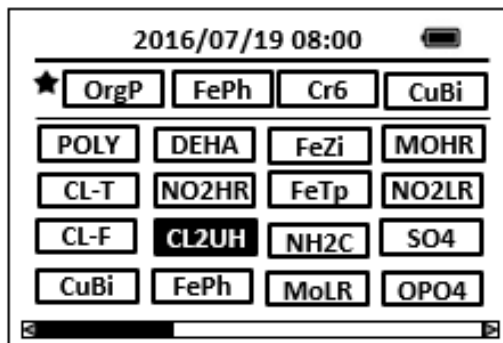 2016/07/19 08:00
OrgP FePh Cr6 CuBi
POLY DEHA FeZi MOHR
CL-T NO2HR FeTp NO2LR
CL-F CL2UH NH2C SO4
CuBi FePh MoLR OPO4